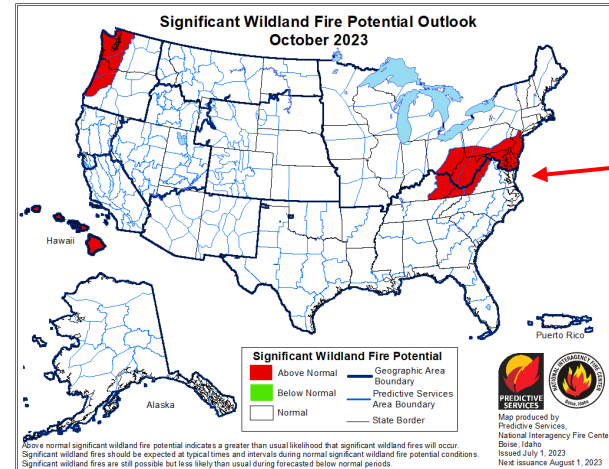 Significant Wildland Fire Potential Outlook
October 2023
Hawaii
Alaska
Puerto Rico
Significant Wildland Fire Potential
Above Normal
Below Normal
Normal
Geographic Area
Boundary
Predictive Services
Area Boundary
State Border
PREDICTIVE
SERVICES
NATIONAL INTERAGENCY FIRE CENTER
Boise, Idaho
Map produced by
Predictive Services,
National Interagency Fire Cente
Boise, Idaho
Issued July 1, 2023
Next issuance August 1, 2023
Above normal significant wildland fire potential indicates a greater than usual likelihood that significant wildland fires will occur.
Significant wildland fires should be expected at typical times and intervals during normal significant wildland fire potential conditions.
Significant wildland fires are still possible but less likely than usual during forecasted below normal periods.